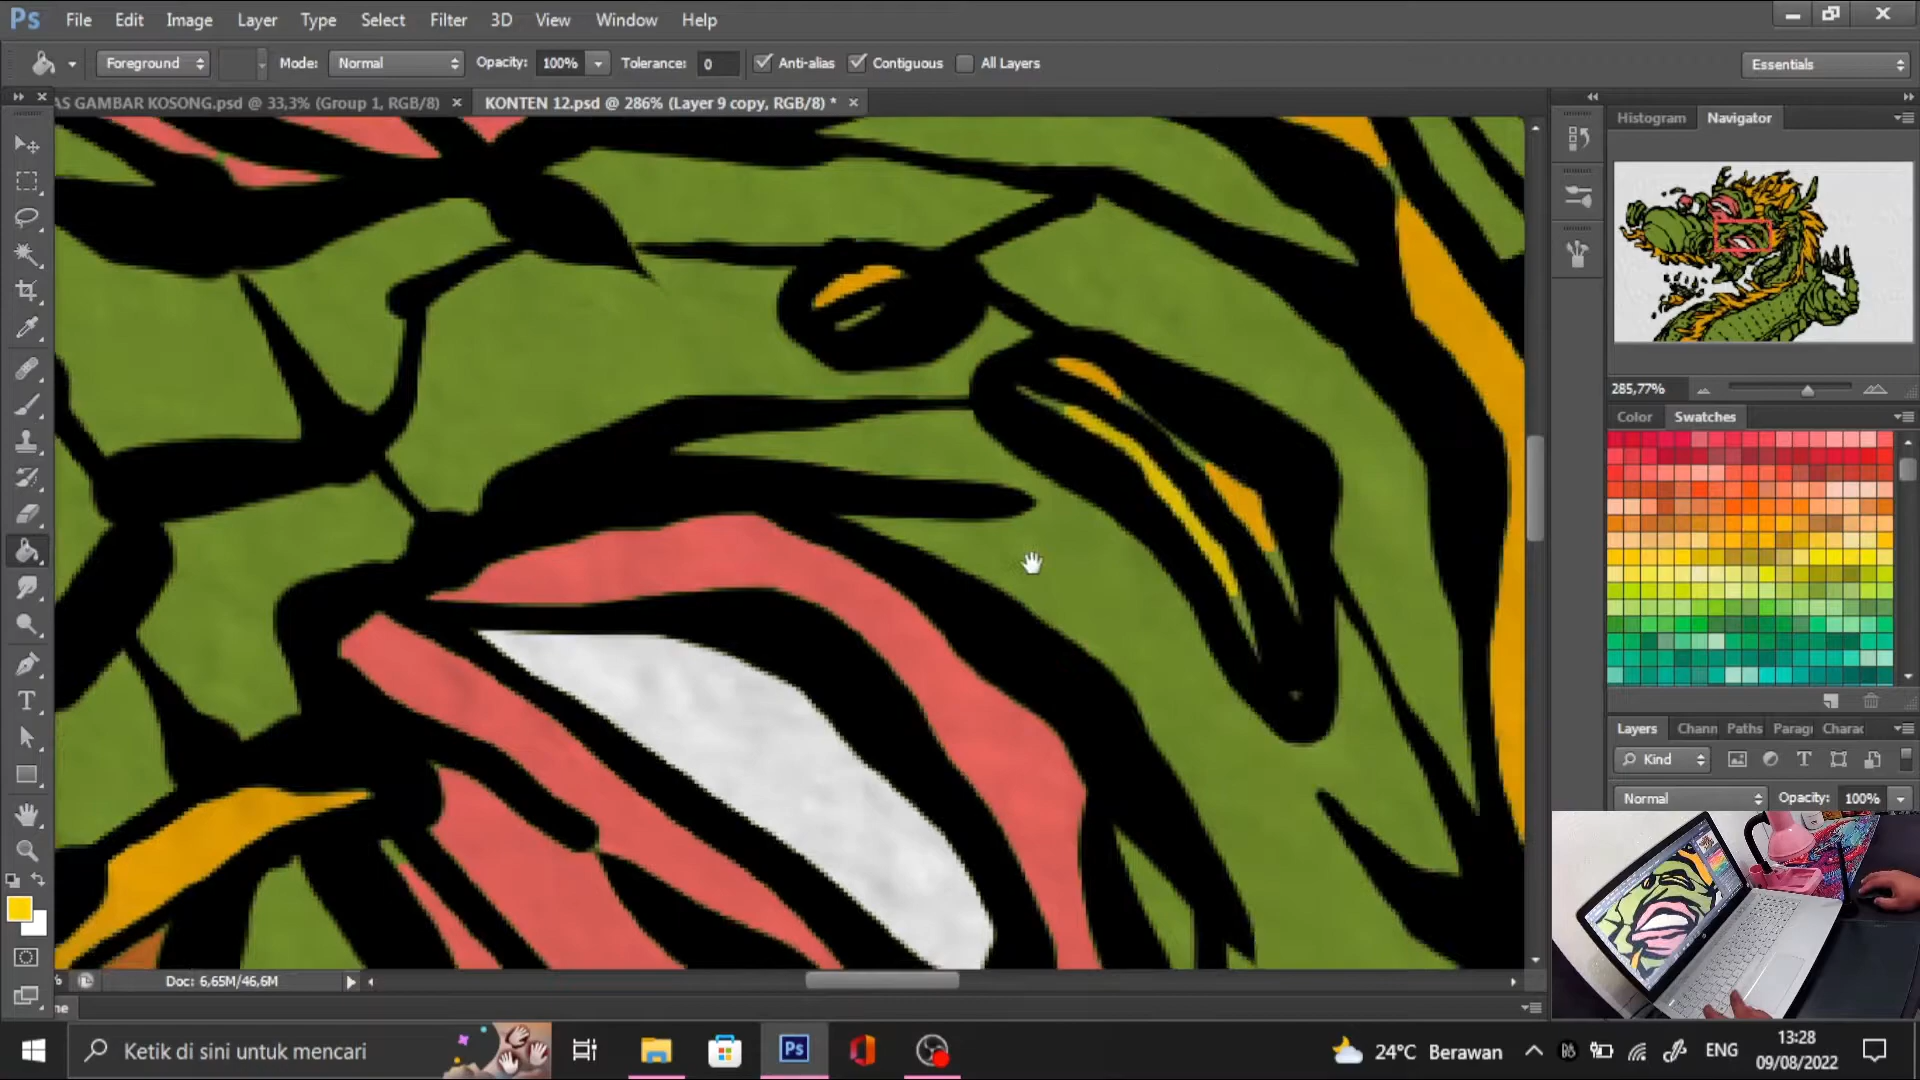 Ps File Edit Image Layer Type Select Filter 3D View Window Help
Foreground Mode: Normal Opacity: 100% Tolerance: 0 Anti-alias Contiguous All Layers Essentials
AS GAMBAR KOSONG.psd @ 33,3% (Group 1, RGB/8) × KONTEN 12.psd @ 286% (Layer 9 copy, RGB/8) * ×
Histogram Navigator
285,77%
Color Swatches
Layers Chann Paths Parag Charac
Kind T
Normal Opacity: 100%
T
% Doc: 6,65M/46,6M
ne
Ketik di sini untuk mencari Ps 24°C Berawan ENG 13:28
09/08/2022